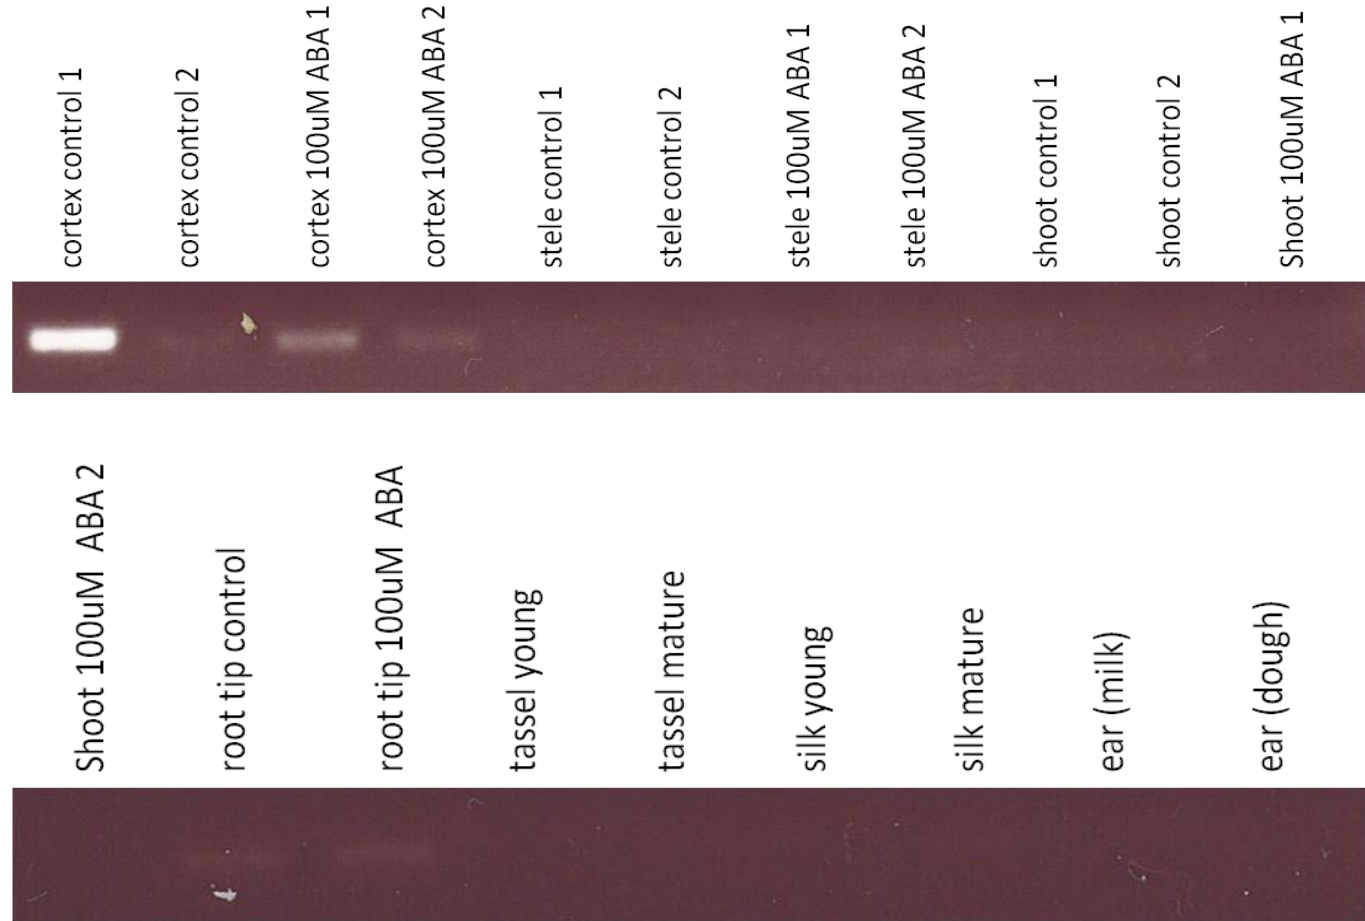 cortex control 1
cortex control 2
cortex 100uM ABA 1
cortex 100uM ABA 2
stele control 1
stele control 2
stele 100uM ABA 1
stele 100uM ABA 2
shoot control 1
shoot control 2
Shoot 100uM ABA 1
Shoot 100uM ABA 2
root tip control
root tip 100uM ABA
tassel young
tassel mature
silk young
silk mature
ear (milk)
ear (dough)